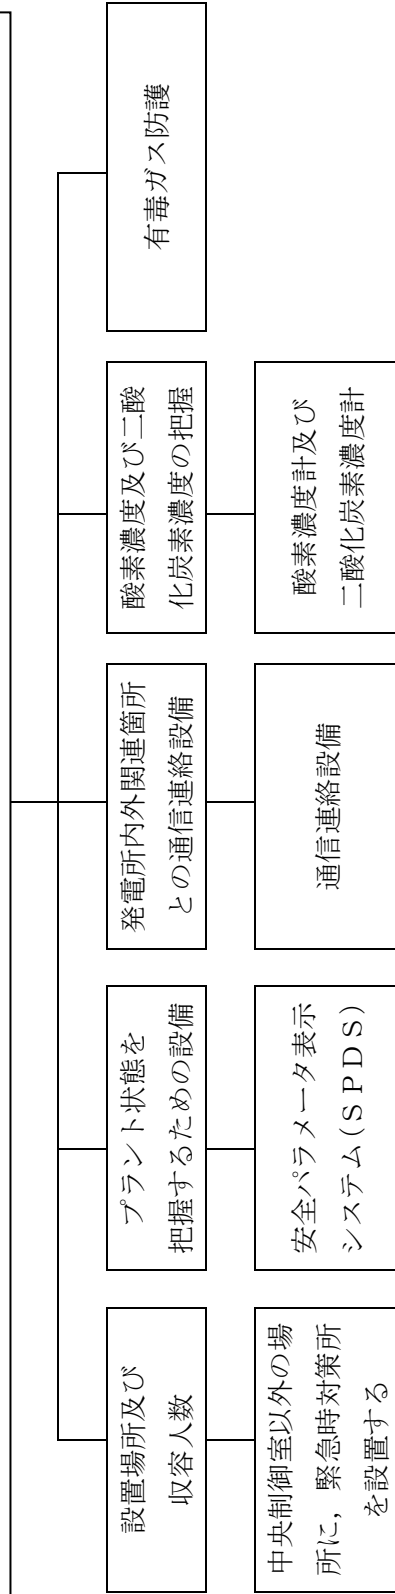 設置場所及び
収容人数
プラント状態を
把握するための設備
発電所内外関連箇所
との通信連絡設備
酸素濃度及び二酸
化炭素濃度の把握
有毒ガス防護
中央制御室以外の場
所に，緊急時対策所
を設置する
安全パラメータ表示
システム(ＳＰＤＳ)
通信連絡設備
酸素濃度計及び
二酸化炭素濃度計